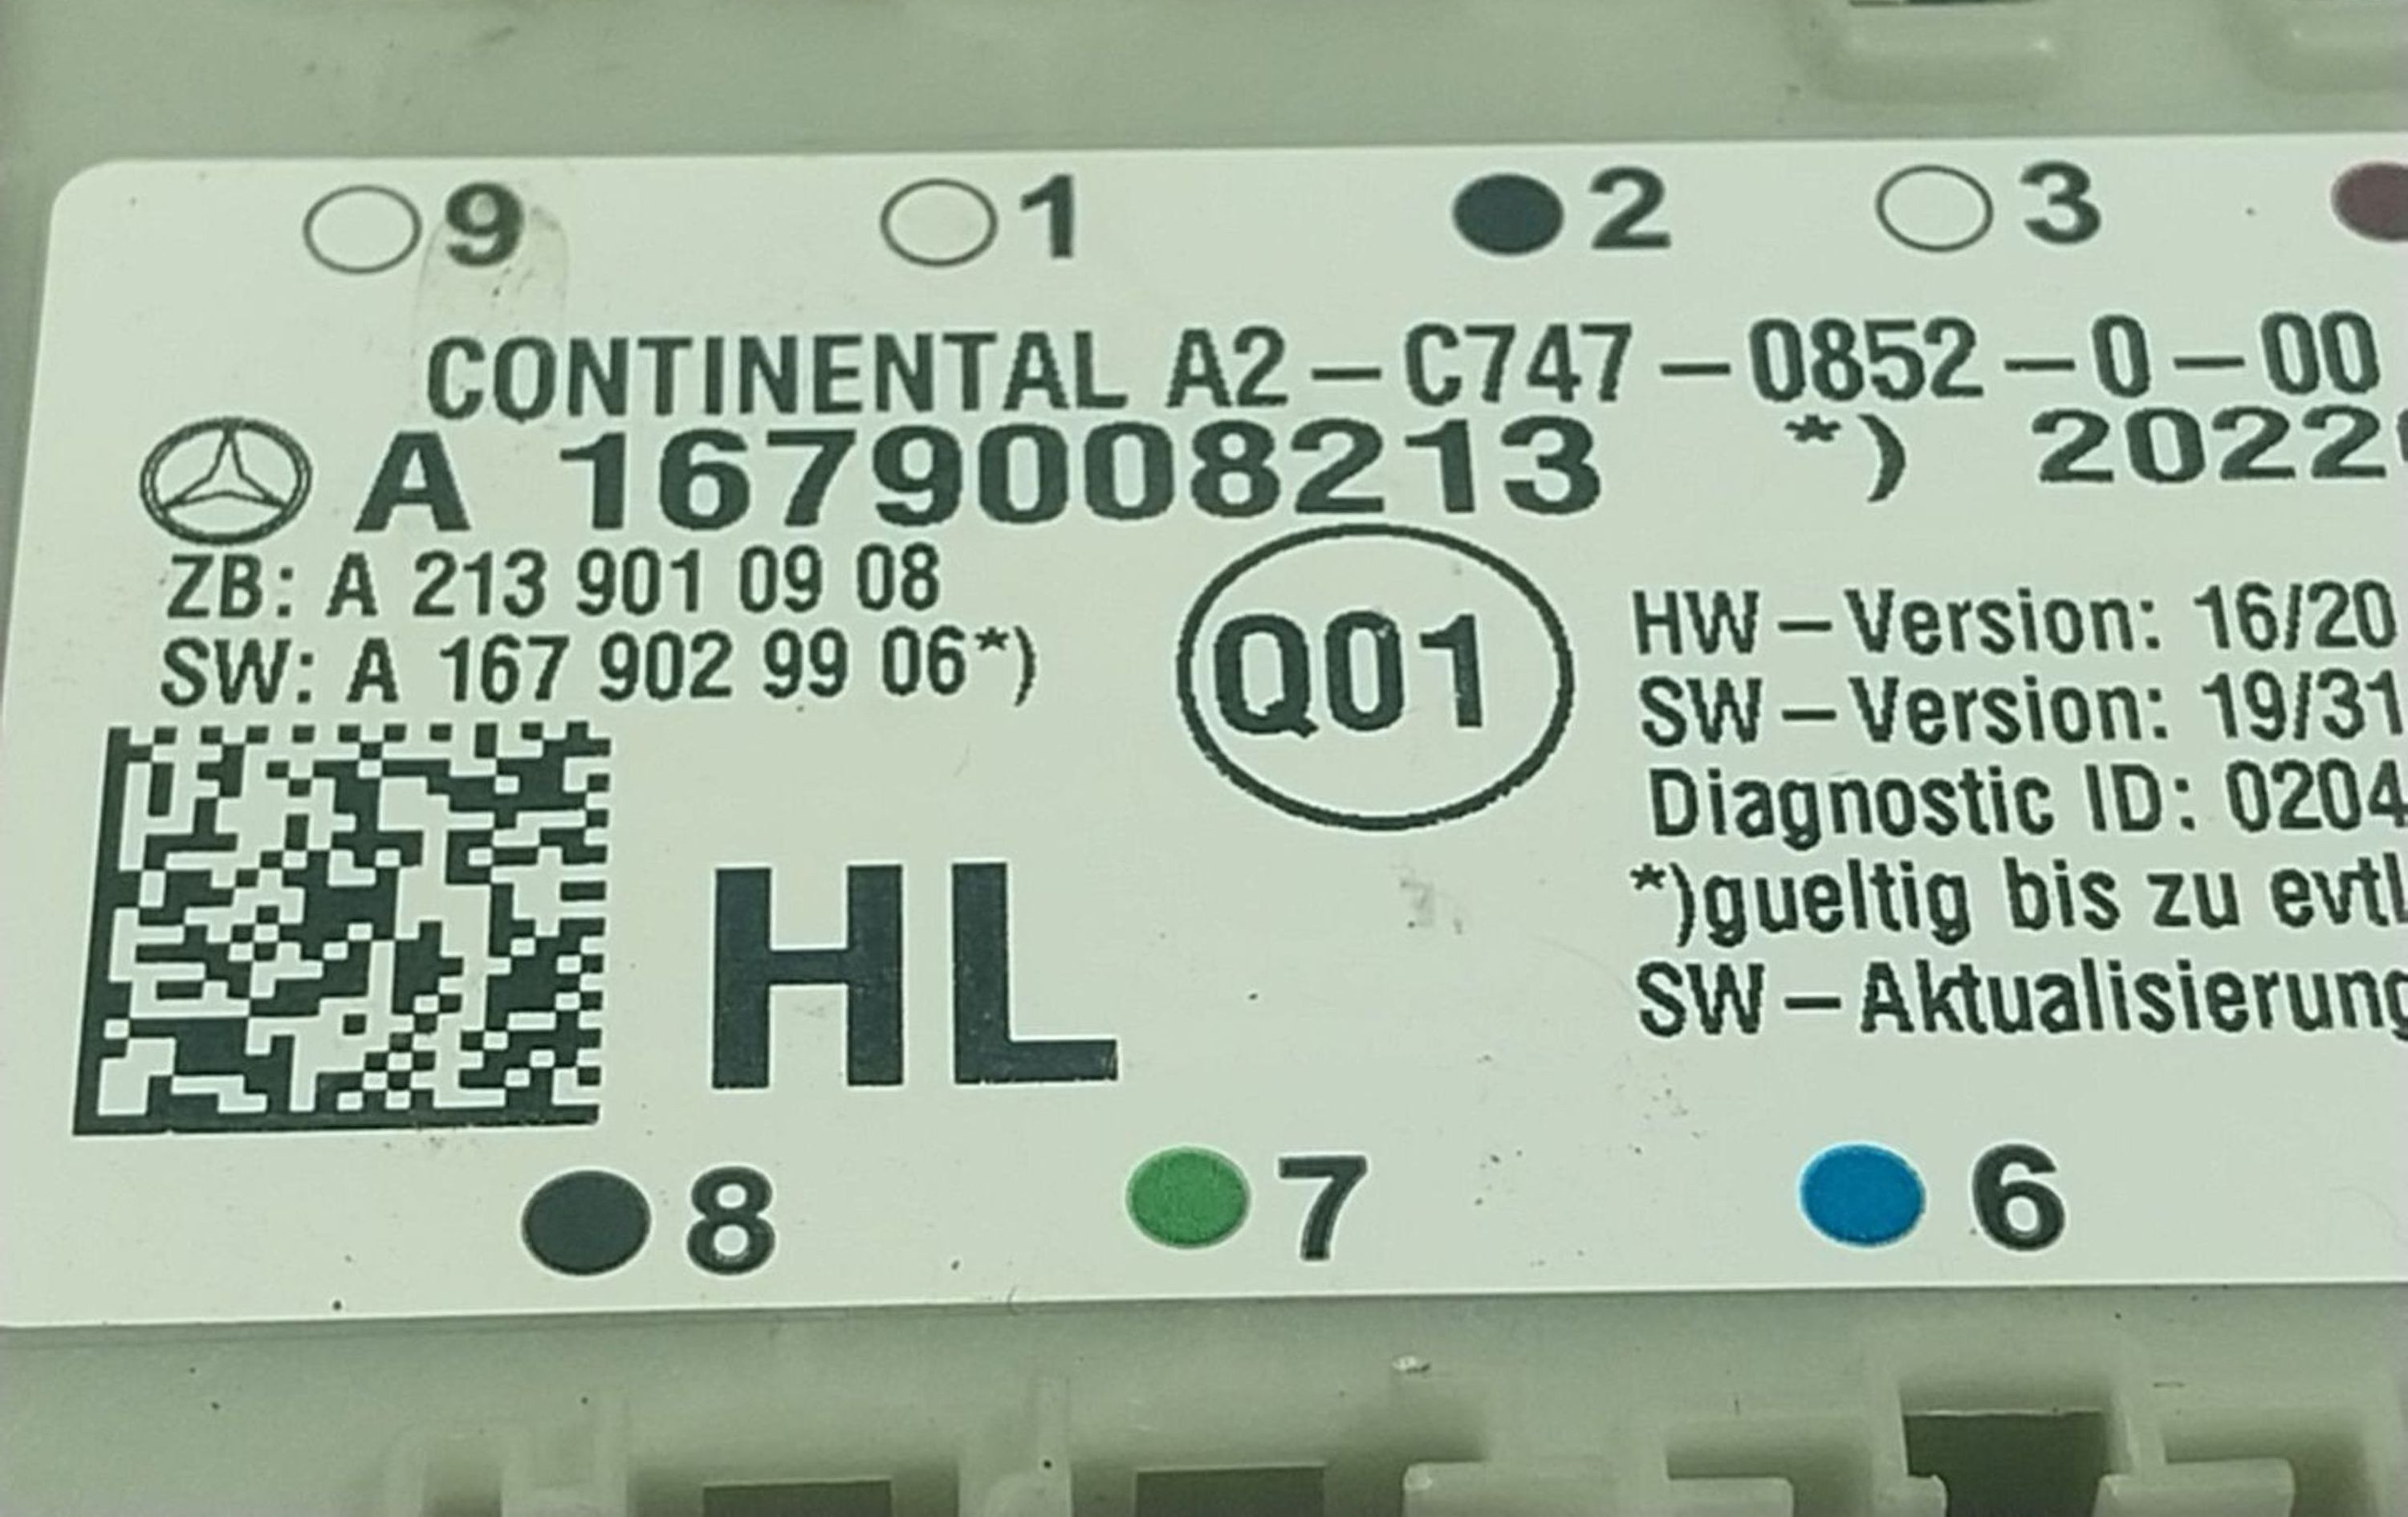 9 1 2 3
CONTINENTAL A2-C747-0852-0-00
A 1679008213 *) 2022
ZB: A 213 901 09 08
SW: A 167 902 99 06*)
Q01
HW-Version: 16/20
SW-Version: 19/31
Diagnostic ID: 0204
*)gueltig bis zu evtl
SW-Aktualisierung
HL
8 7 6